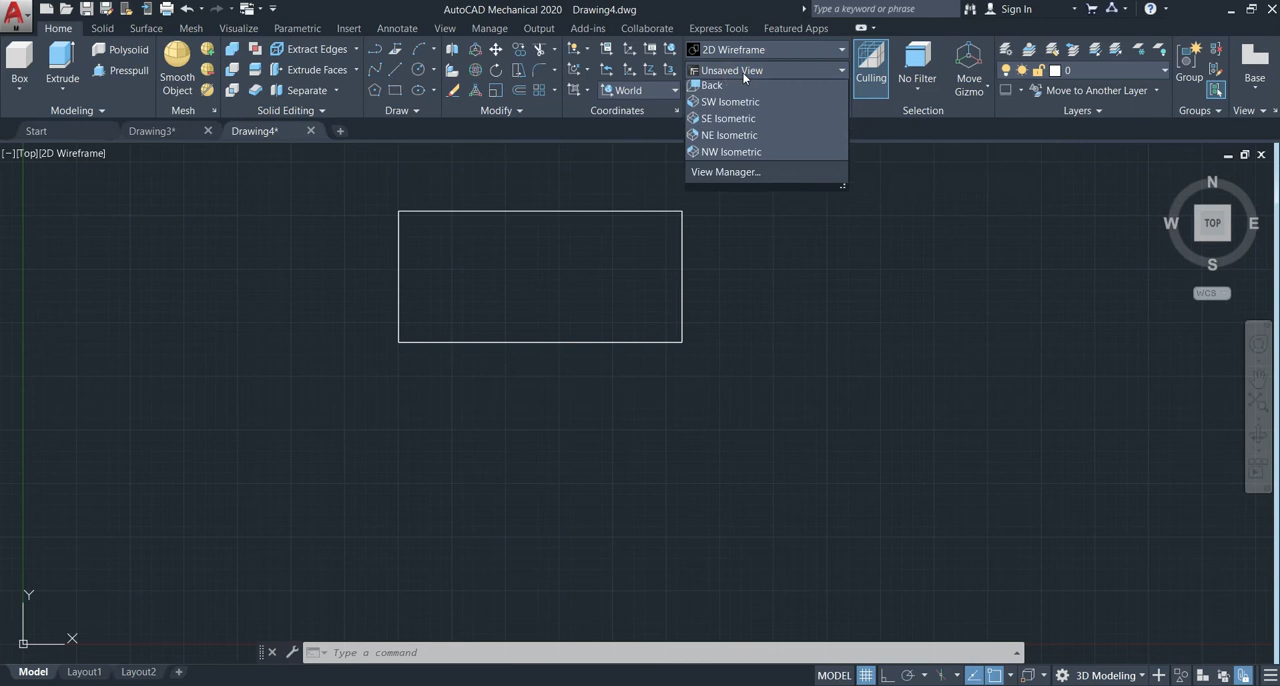 AutoCAD Mechanical 2020 Drawing4.dwg
Type a keyword or phrase
Sign In
Home Solid Surface Mesh Visualize Parametric Insert Annotate View Manage Output Add-ins Collaborate Express Tools Featured Apps
Box
Extrude
Polysolid
Presspull
Modeling
Smooth Object
Mesh
Extract Edges
Extrude Faces
Separate
Solid Editing
Draw
Modify
World
Coordinates
2D Wireframe
Unsaved View
Back
SW Isometric
SE Isometric
NE Isometric
NW Isometric
View Manager...
Culling
No Filter
Move Gizmo
Selection
0
Move to Another Layer
Layers
Group
Groups
Base
View
Start Drawing3* Drawing4*
[−][Top][2D Wireframe]
N
W TOP E
S
WCS
Y
X
Type a command
Model Layout1 Layout2
MODEL
3D Modeling